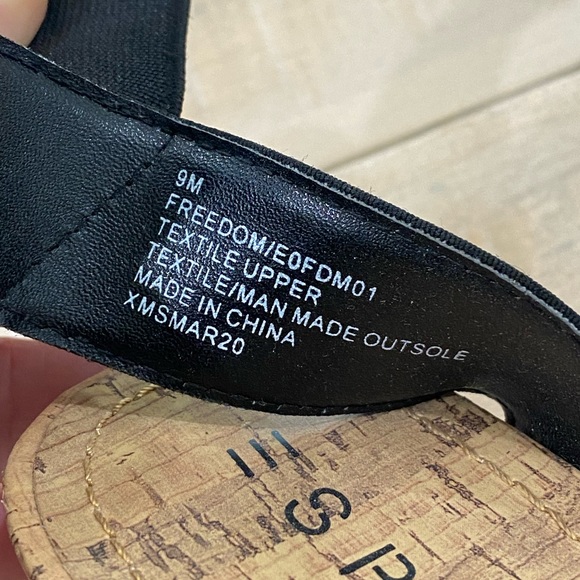 9M
FREEDOM/E0FDM01
TEXTILE UPPER
TEXTILE/MAN MADE OUTSOLE
MADE IN CHINA
XMSMAR20